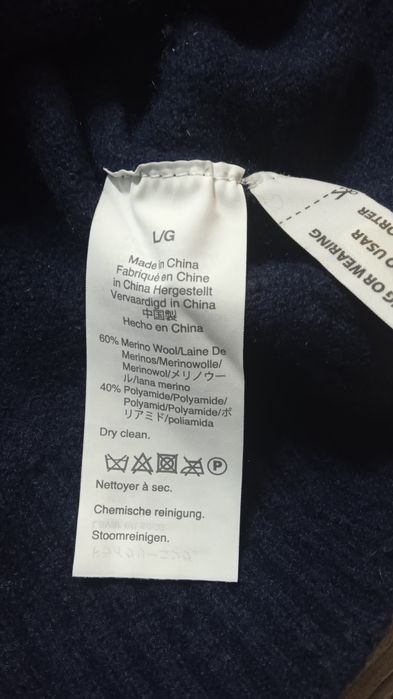 L/G
Made in China
Fabriqué en Chine
in China Hergestellt
Vervaardigd in China
中国製
Hecho en China
60% Merino Wool/Laine De
Merinos/Merinowolle/
Merinowol/メリノウー
ル/lana merino
40% Polyamide/Polyamide/
Polyamid/Polyamide/ポ
リアミド/poliamida
Dry clean.
P
Nettoyer à sec.
Chemische reinigung.
Stoomreinigen.
OR WEARING
USAR